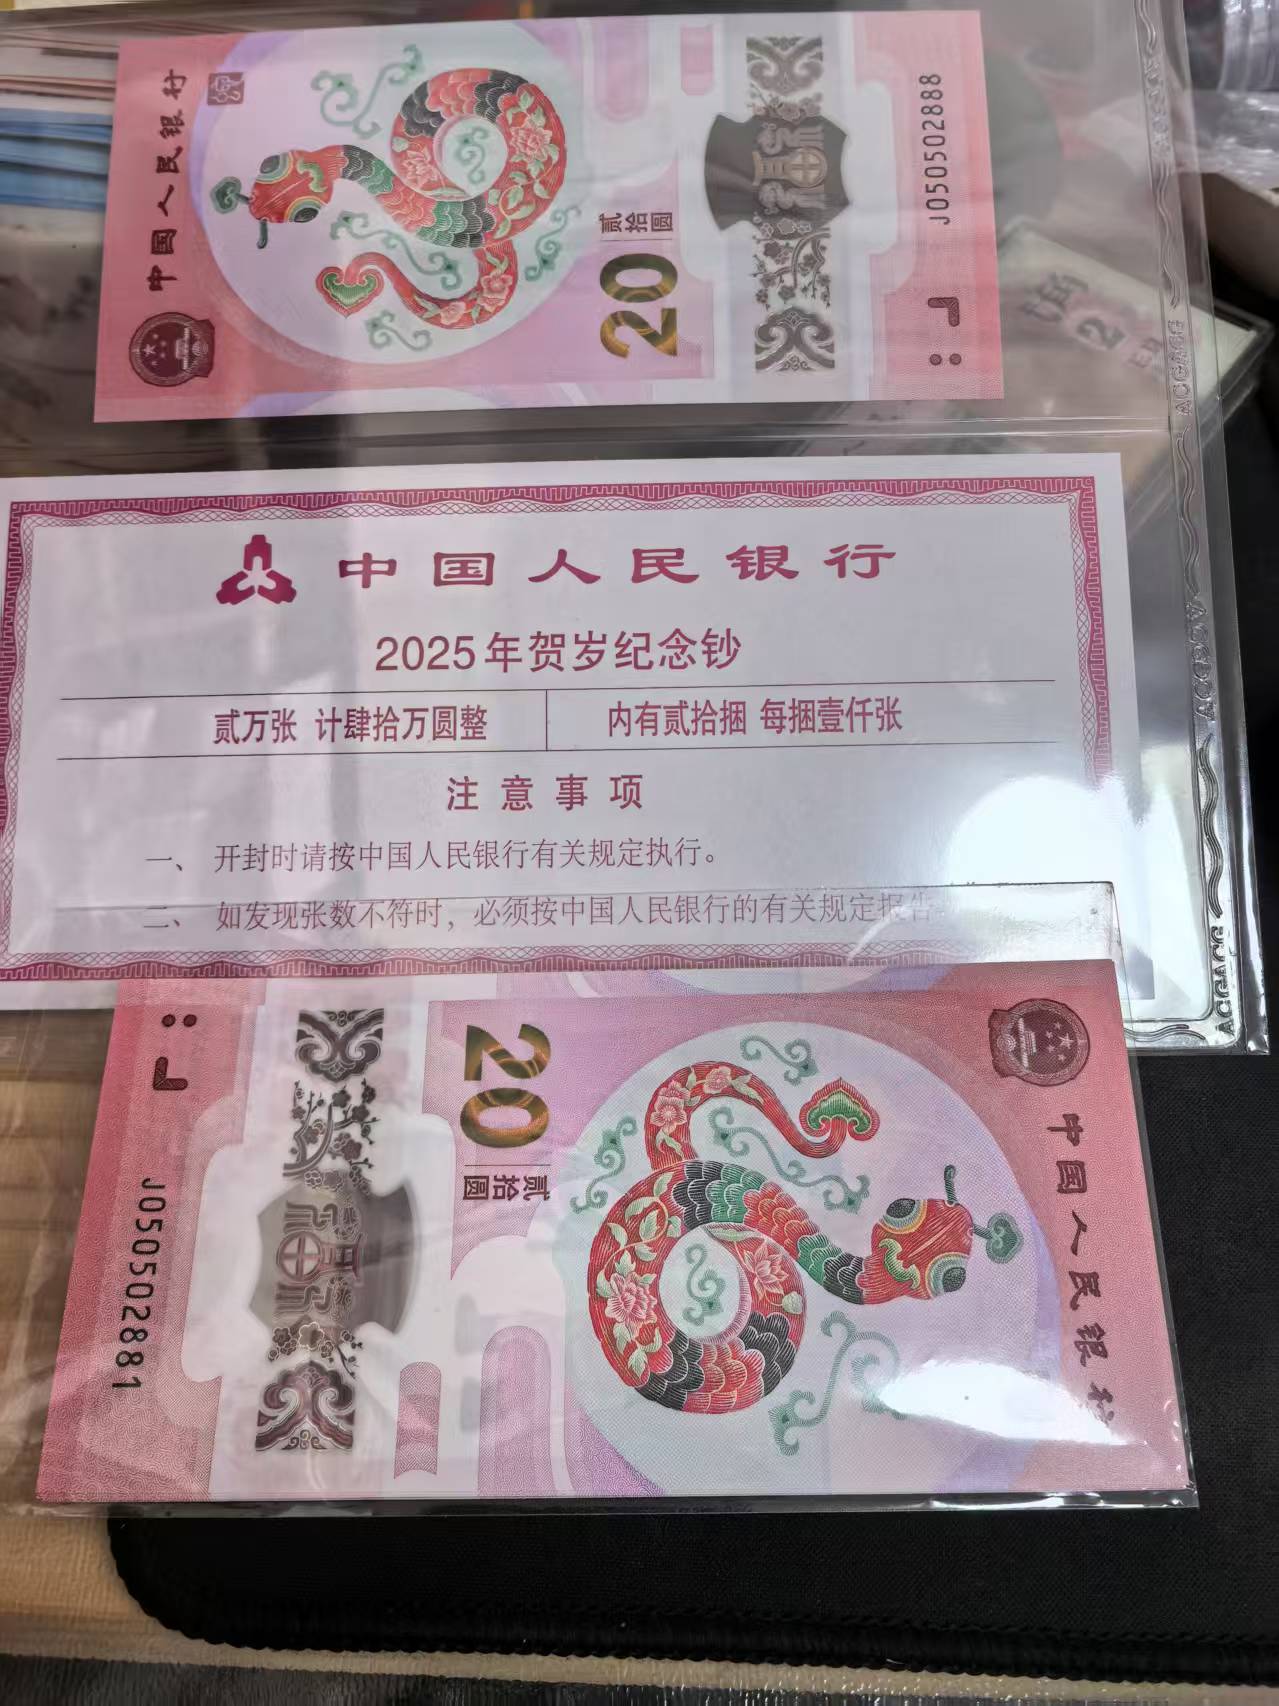 中国人民银行
20
贰拾圆
J050502888
中国人民银行
2025年贺岁纪念钞
贰万张 计肆拾万圆整
内有贰拾捆 每捆壹仟张
注意事项
一、 开封时请按中国人民银行有关规定执行。
二、 如发现张数不符时，必须按中国人民银行的有关规定报告
中国人民银行
20
贰拾圆
J050502881
ACGAGG
2